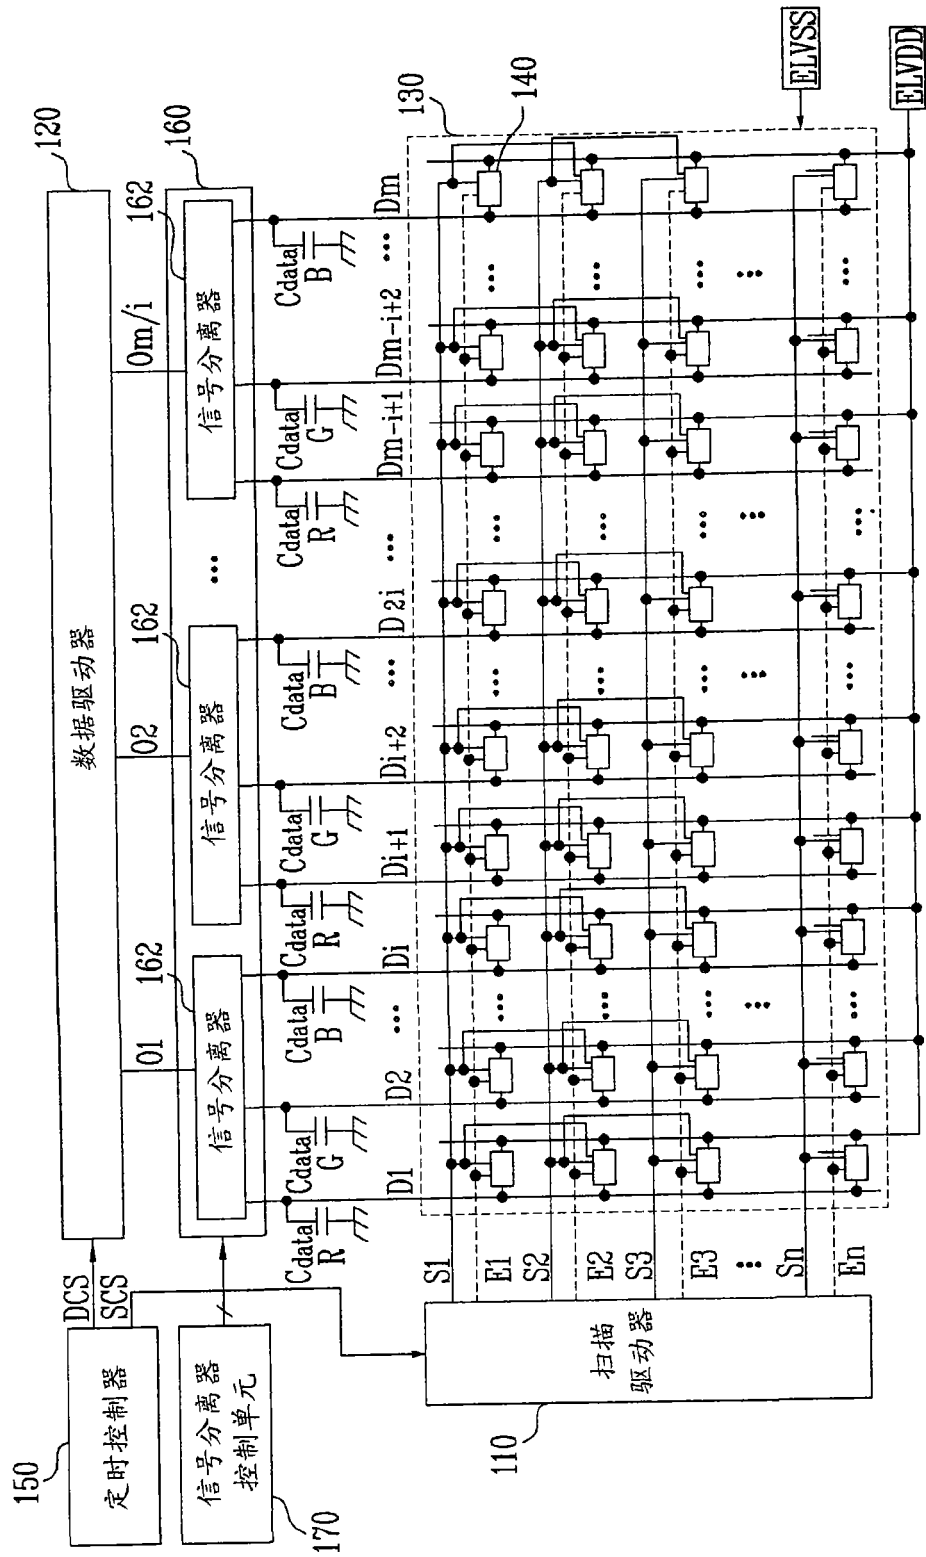 150
定时控制器
DCS
SCS
170
信号分离器
控制单元
120
数据驱动器
O1
O2
Om/i
160
162
信号分离器
162
信号分离器
...
162
信号分离器
Cdata
R
Cdata
G
Cdata
B
Cdata
R
Cdata
G
Cdata
B
Cdata
R
Cdata
G
Cdata
B
D1
D2
...
Di
Di+1
Di+2
...
D2i
...
Dm-i+1
Dm-i+2
...
Dm
130
140
110
扫描
驱动器
S1
E1
S2
E2
S3
E3
...
Sn
En
ELVSS
ELVDD